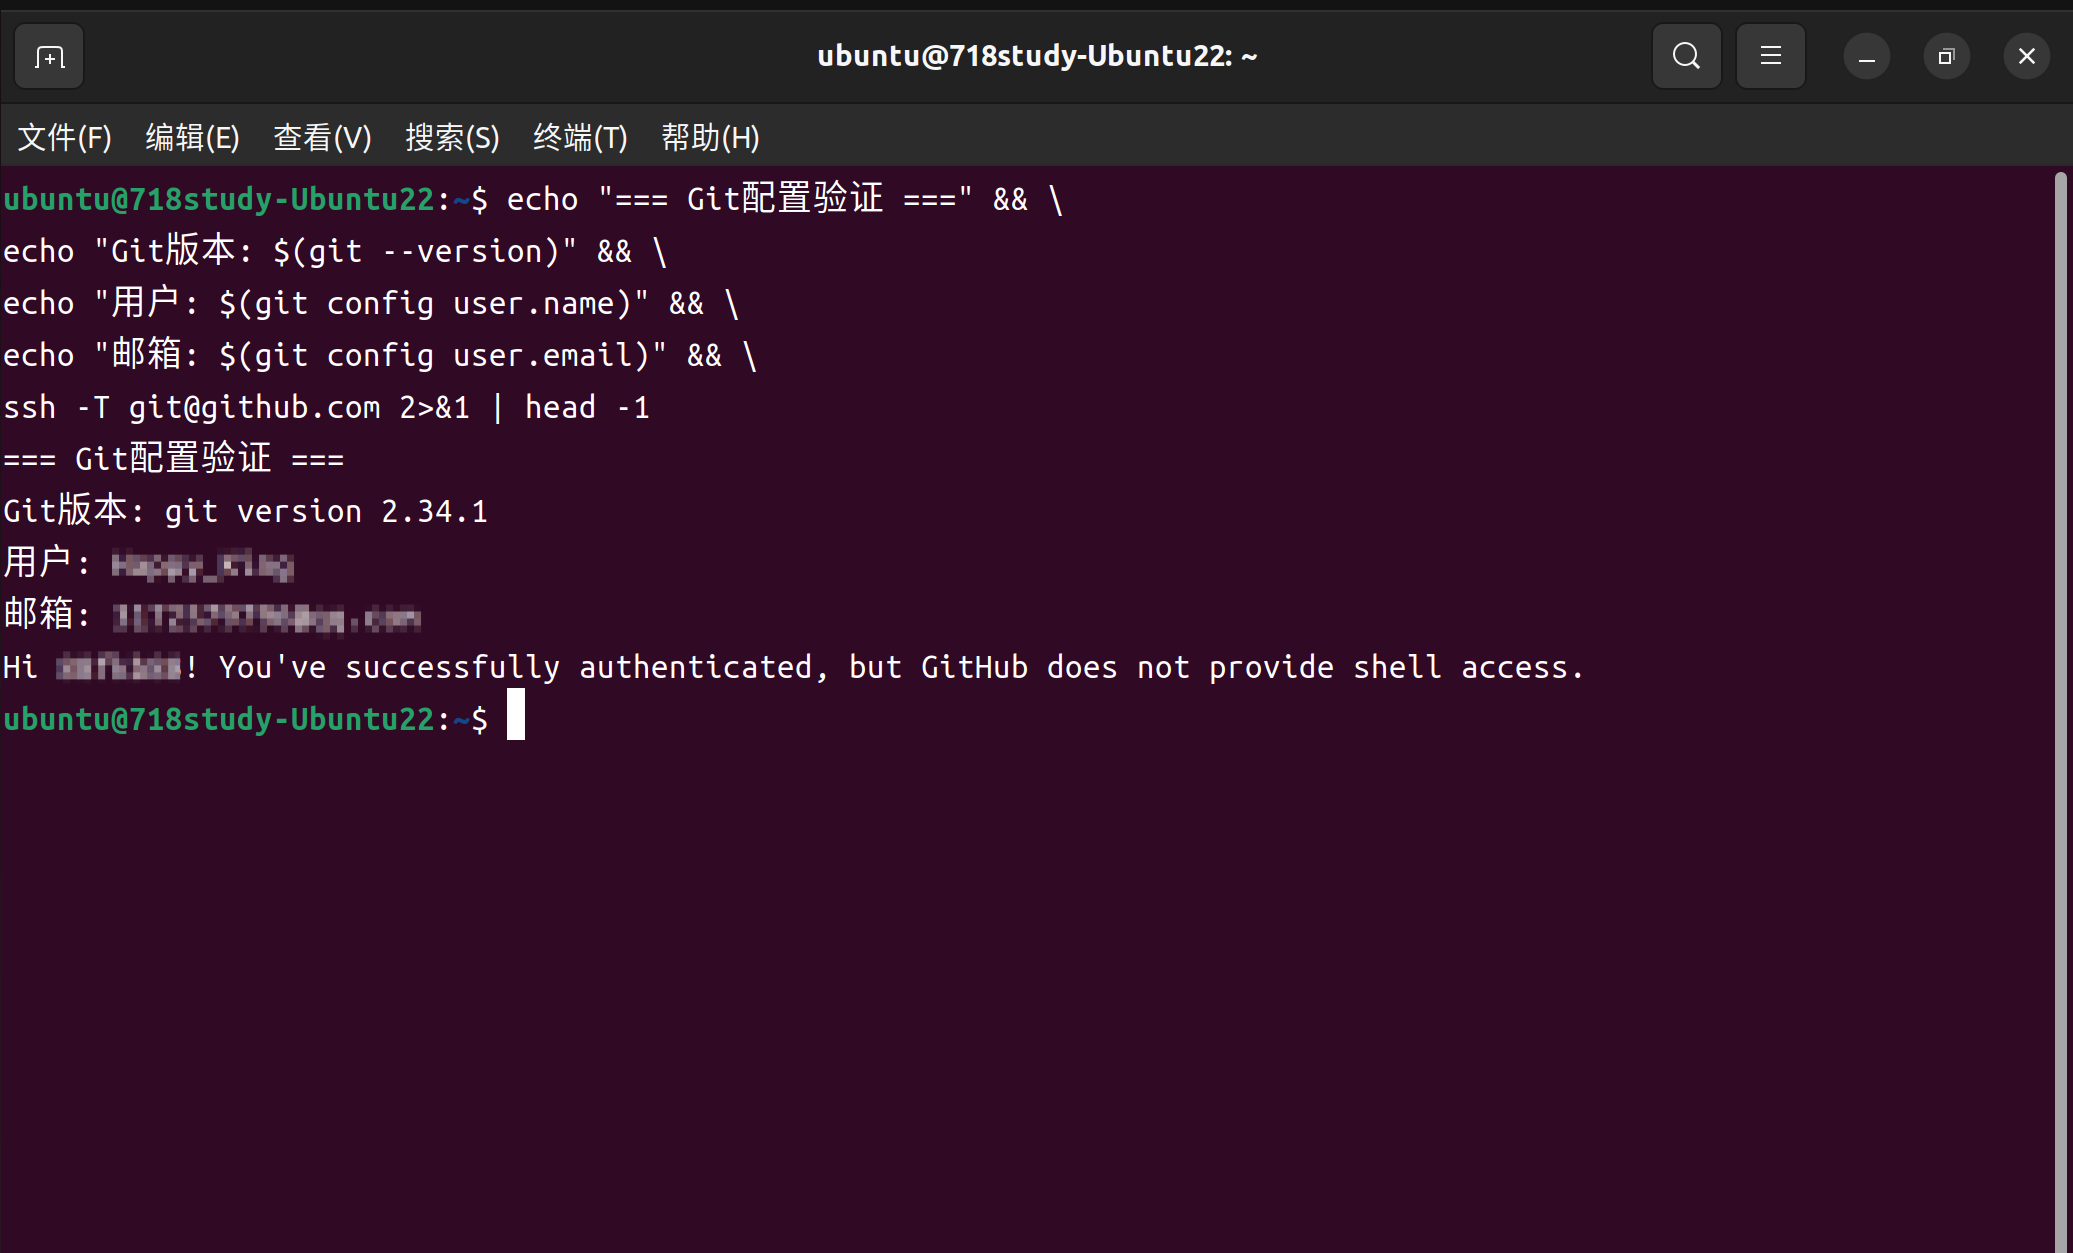 ubuntu@718study-Ubuntu22: ~
文件(F) 编辑(E) 查看(V) 搜索(S) 终端(T) 帮助(H)
ubuntu@718study-Ubuntu22:~$ echo "=== Git配置验证 ===" && \
echo "Git版本: $(git --version)" && \
echo "用户: $(git config user.name)" && \
echo "邮箱: $(git config user.email)" && \
ssh -T git@github.com 2>&1 | head -1
=== Git配置验证 ===
Git版本: git version 2.34.1
用户:
邮箱:
Hi ! You've successfully authenticated, but GitHub does not provide shell access.
ubuntu@718study-Ubuntu22:~$